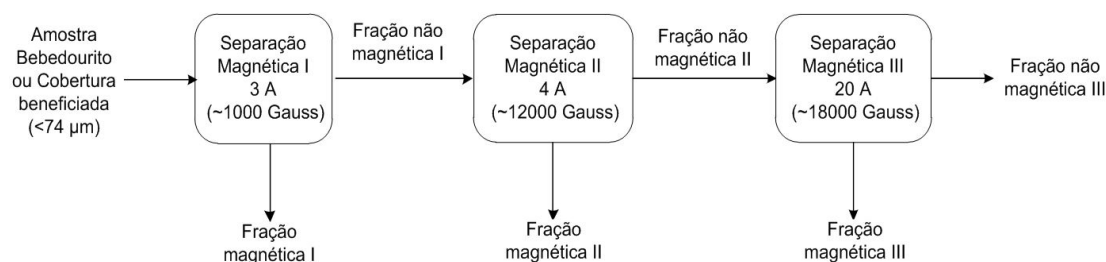 Amostra
Bebedourito
ou Cobertura
beneficiada
(<74 µm)
Separação
Magnética I
3 A
(~1000 Gauss)
Fração não
magnética I
Separação
Magnética II
4 A
(~12000 Gauss)
Fração não
magnética II
Separação
Magnética III
20 A
(~18000 Gauss)
Fração não
magnética III
Fração
magnética I
Fração
magnética II
Fração
magnética III